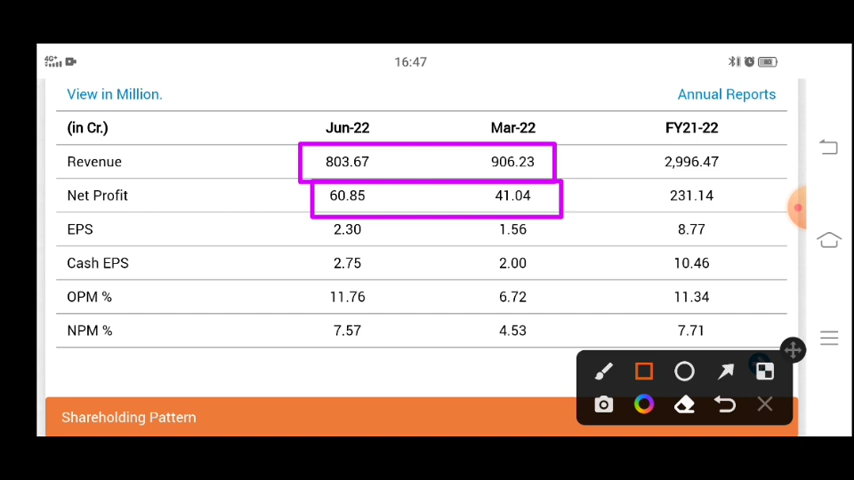 4G+ 16:47
View in Million. Annual Reports
(in Cr.) Jun-22 Mar-22 FY21-22
Revenue 803.67 906.23 2,996.47
Net Profit 60.85 41.04 231.14
EPS 2.30 1.56 8.77
Cash EPS 2.75 2.00 10.46
OPM % 11.76 6.72 11.34
NPM % 7.57 4.53 7.71
Shareholding Pattern